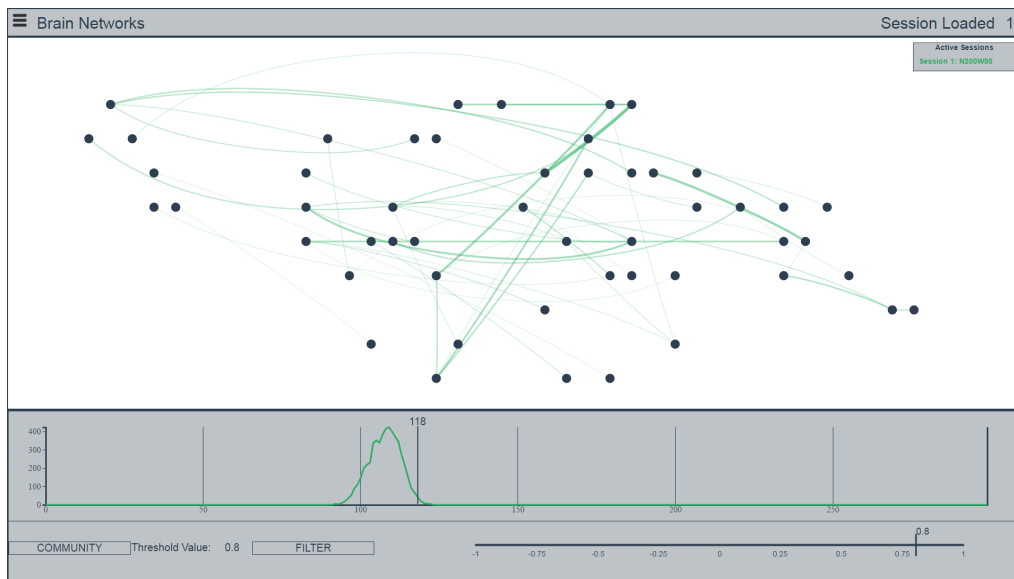 Brain Networks
Session Loaded 1
Active Sessions
Session 1: N200W50
118
400
300
200
100
0
0 50 100 150 200 250
COMMUNITY Threshold Value: 0.8 FILTER
0.8
-1 -0.75 -0.5 -0.25 0 0.25 0.5 0.75 1